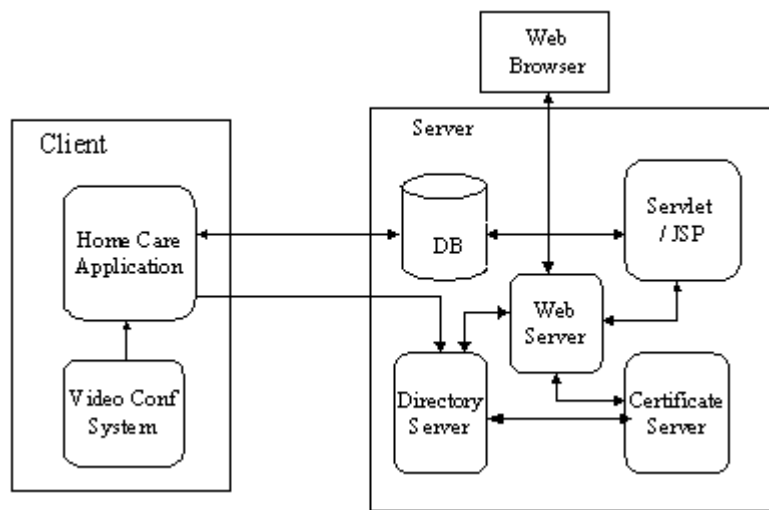 Web
Browser
Client
Server
Home Care
Application
DB
Servlet
/ JSP
Web
Server
Video Conf
System
Directory
Server
Certificate
Server